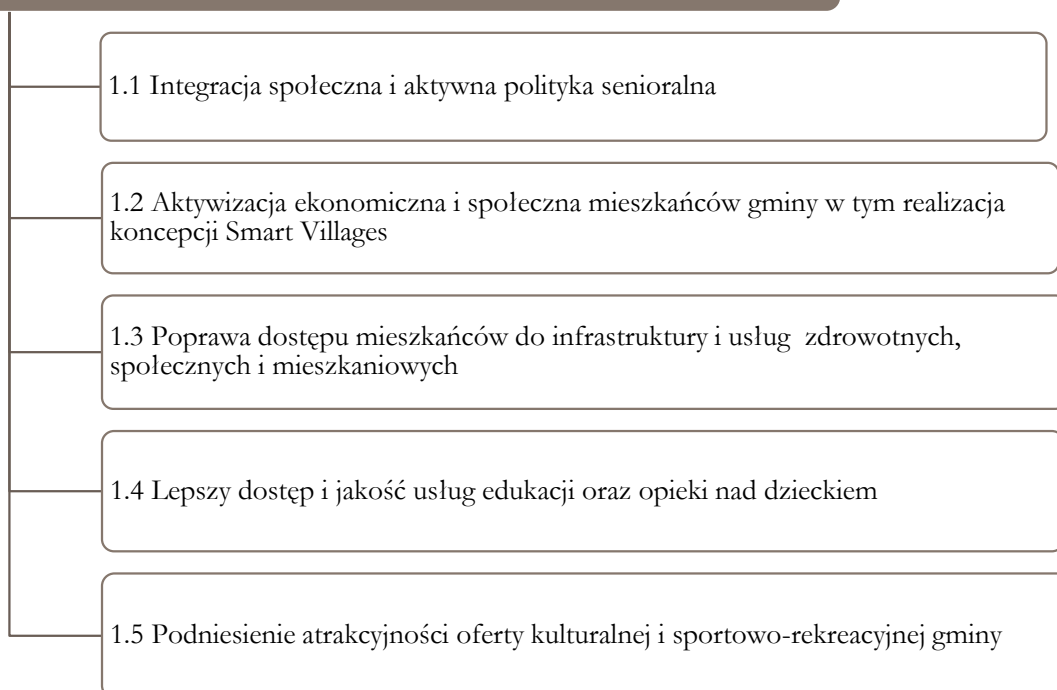 1.1 Integracja społeczna i aktywna polityka senioralna
1.2 Aktywizacja ekonomiczna i społeczna mieszkańców gminy w tym realizacja
koncepcji Smart Villages
1.3 Poprawa dostępu mieszkańców do infrastruktury i usług  zdrowotnych,
społecznych i mieszkaniowych
1.4 Lepszy dostęp i jakość usług edukacji oraz opieki nad dzieckiem
1.5 Podniesienie atrakcyjności oferty kulturalnej i sportowo-rekreacyjnej gminy